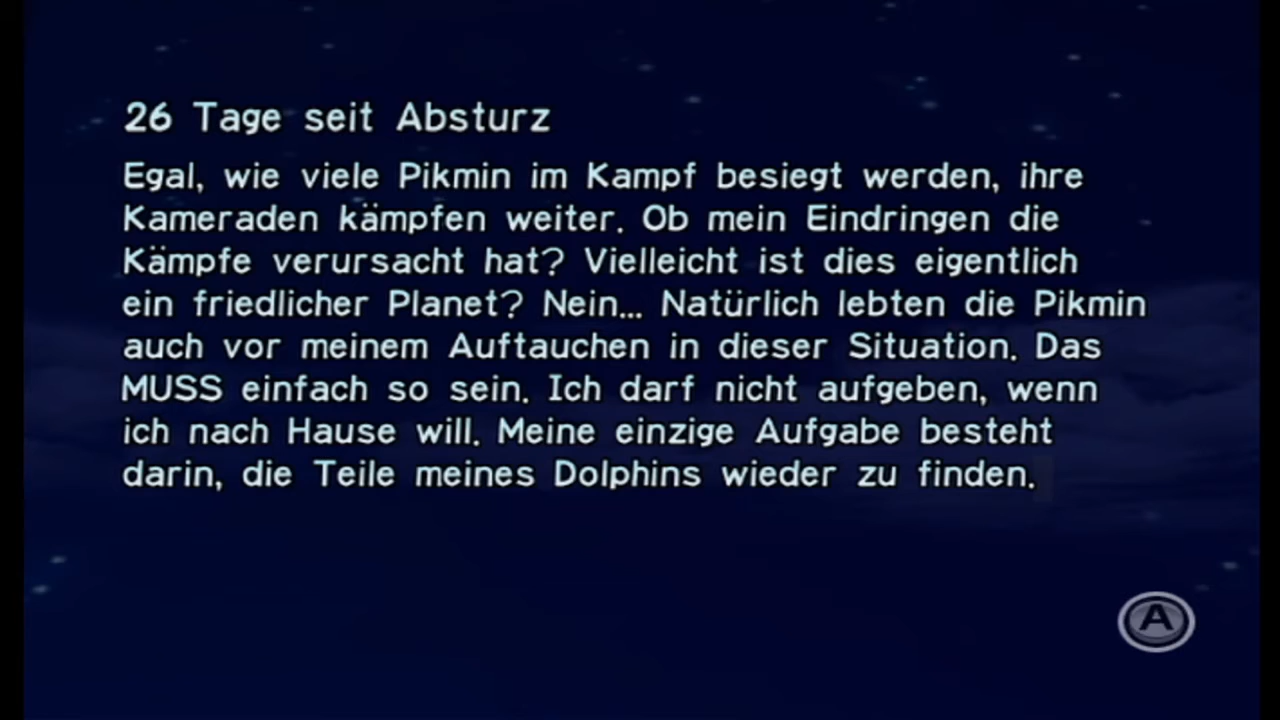 26 Tage seit Absturz
Egal, wie viele Pikmin im Kampf besiegt werden, ihre
Kameraden kämpfen weiter. Ob mein Eindringen die
Kämpfe verursacht hat? Vielleicht ist dies eigentlich
ein friedlicher Planet? Nein... Natürlich lebten die Pikmin
auch vor meinem Auftauchen in dieser Situation. Das
MUSS einfach so sein. Ich darf nicht aufgeben, wenn
ich nach Hause will. Meine einzige Aufgabe besteht
darin, die Teile meines Dolphins wieder zu finden.
A